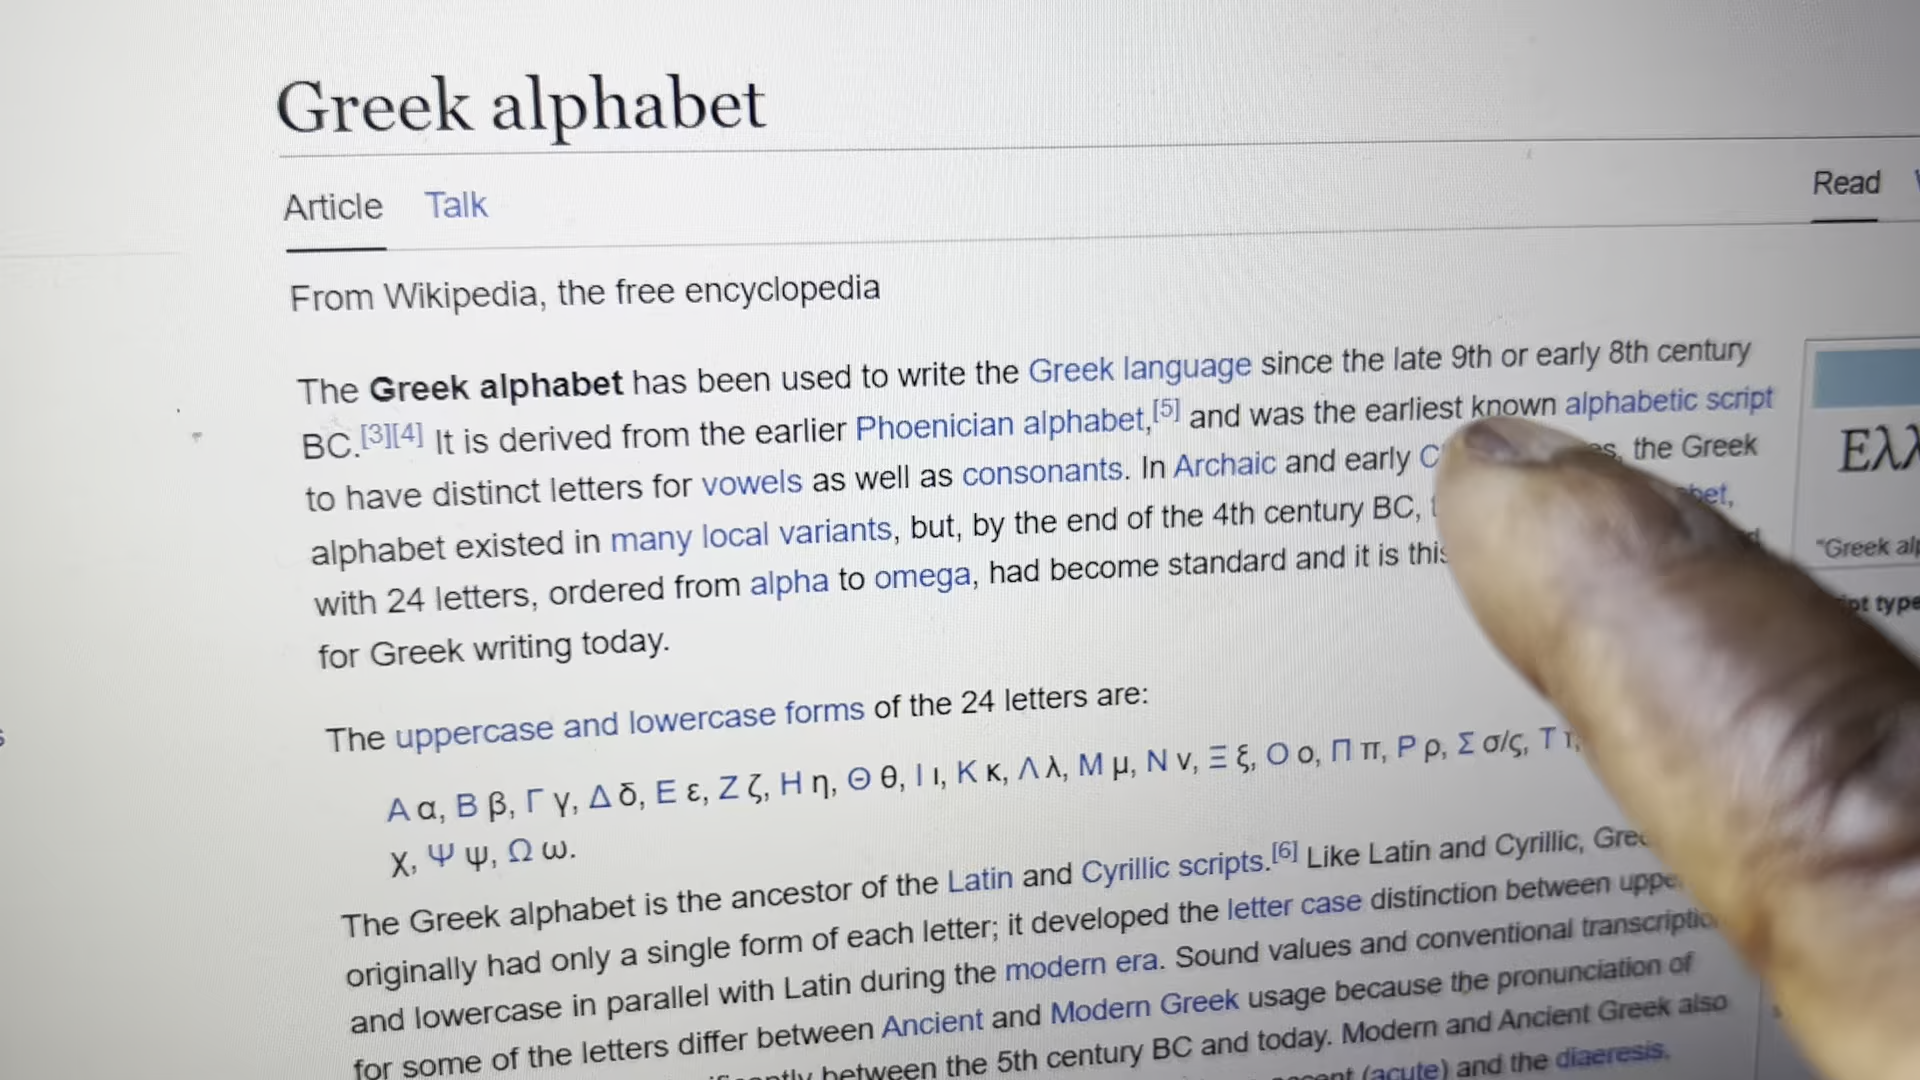 Greek alphabet
Article Talk Read
From Wikipedia, the free encyclopedia
The Greek alphabet has been used to write the Greek language since the late 9th or early 8th century
BC.[3][4] It is derived from the earlier Phoenician alphabet,[5] and was the earliest known alphabetic script
to have distinct letters for vowels as well as consonants. In Archaic and early the Greek
alphabet existed in many local variants, but, by the end of the 4th century BC,
with 24 letters, ordered from alpha to omega, had become standard and it is this
for Greek writing today.
The uppercase and lowercase forms of the 24 letters are:
Α α, Β β, Γ γ, Δ δ, Ε ε, Ζ ζ, Η η, Θ θ, Ι ι, Κ κ, Λ λ, Μ μ, Ν ν, Ξ ξ, Ο ο, Π π, Ρ ρ, Σ σ/ς, Τ τ,
χ, Ψ ψ, Ω ω.
The Greek alphabet is the ancestor of the Latin and Cyrillic scripts.[6] Like Latin and Cyrillic,
originally had only a single form of each letter; it developed the letter case distinction between
and lowercase in parallel with Latin during the modern era. Sound values and conventional
for some of the letters differ between Ancient and Modern Greek usage because the pronunciation of
between the 5th century BC and today. Modern and Ancient Greek also
(acute) and the diaeresis.
Ελλ
"Greek
type